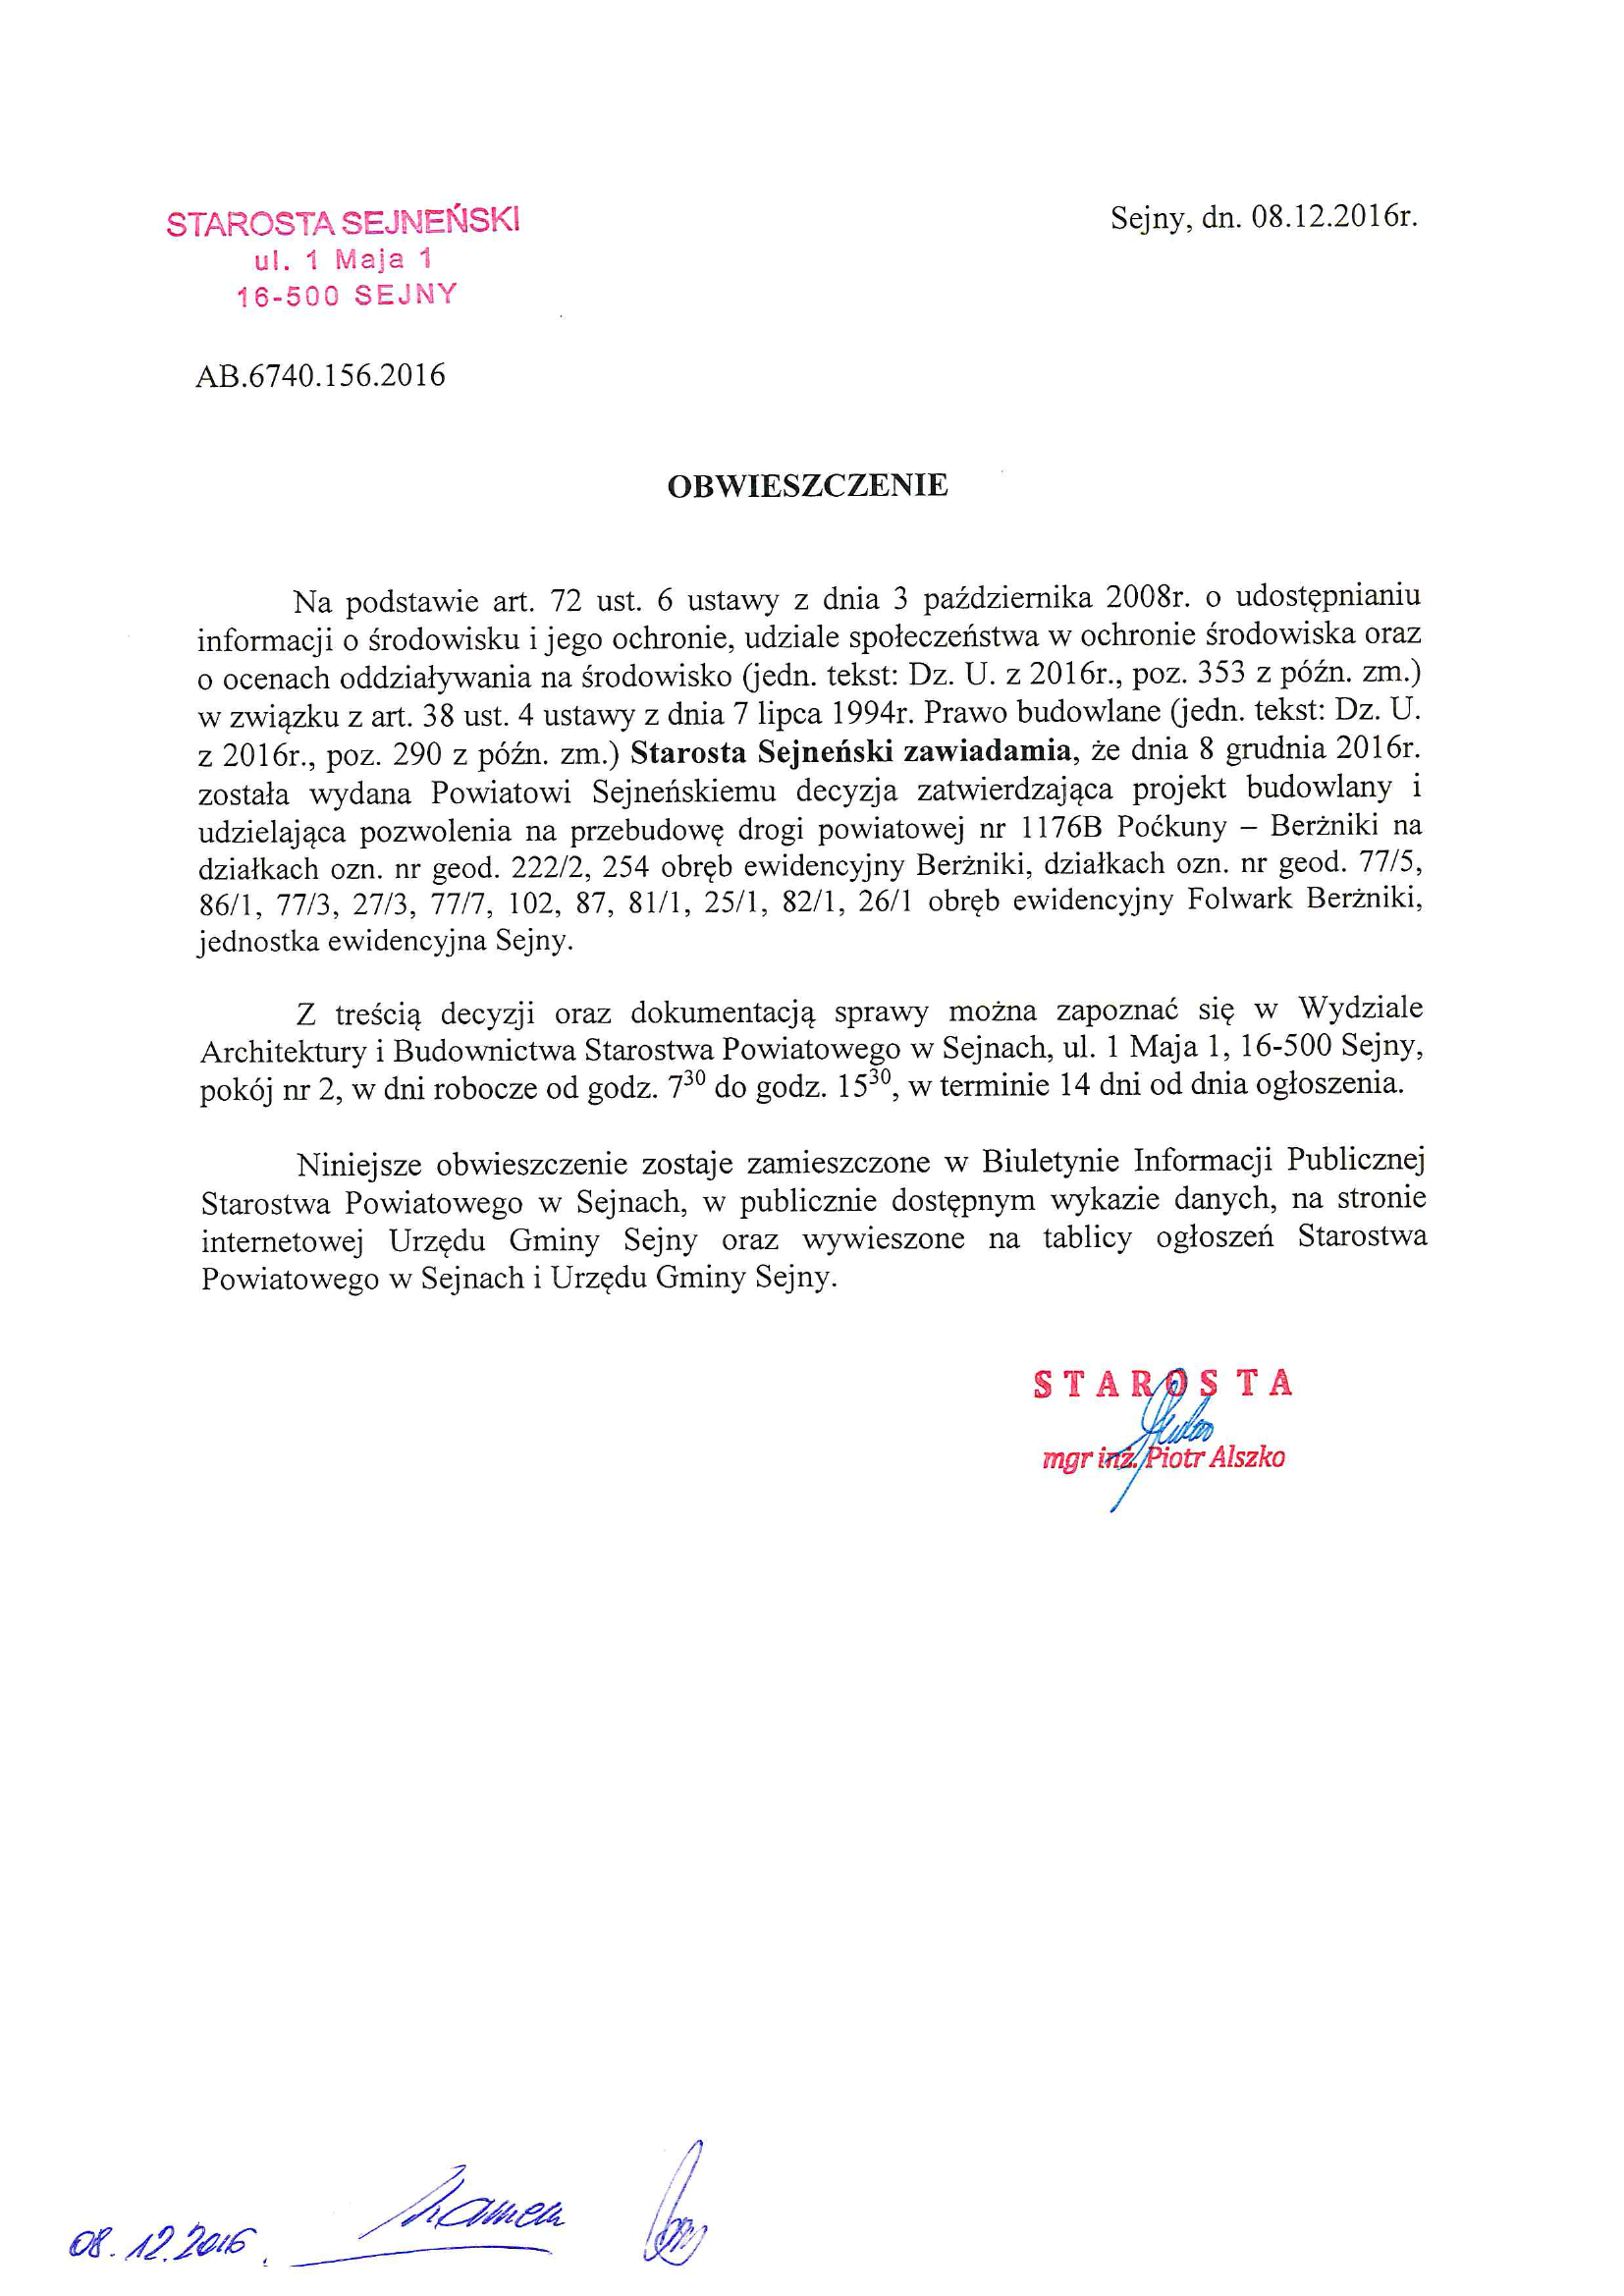 STAROSTA SEJNEŃSKI
ul. 1 Maja 1
16-500 SEJNY
Sejny, dn. 08.12.2016r.
AB.6740.156.2016
OBWIESZCZENIE
Na podstawie art. 72 ust. 6 ustawy z dnia 3 października 2008r. o udostępnianiu
informacji o środowisku i jego ochronie, udziale społeczeństwa w ochronie środowiska oraz
o ocenach oddziaływania na środowisko (jedn. tekst: Dz. U. z 2016r., poz. 353 z późn. zm.)
w związku z art. 38 ust. 4 ustawy z dnia 7 lipca 1994r. Prawo budowlane (jedn. tekst: Dz. U.
z 2016r., poz. 290 z późn. zm.) Starosta Sejneński zawiadamia, że dnia 8 grudnia 2016r.
została wydana Powiatowi Sejneńskiemu decyzja zatwierdzająca projekt budowlany i
udzielająca pozwolenia na przebudowę drogi powiatowej nr 1176B Poćkuny – Berżniki na
działkach ozn. nr geod. 222/2, 254 obręb ewidencyjny Berżniki, działkach ozn. nr geod. 77/5,
86/1, 77/3, 27/3, 77/7, 102, 87, 81/1, 25/1, 82/1, 26/1 obręb ewidencyjny Folwark Berżniki,
jednostka ewidencyjna Sejny.
Z treścią decyzji oraz dokumentacją sprawy można zapoznać się w Wydziale
Architektury i Budownictwa Starostwa Powiatowego w Sejnach, ul. 1 Maja 1, 16-500 Sejny,
pokój nr 2, w dni robocze od godz. 7³⁰ do godz. 15³⁰, w terminie 14 dni od dnia ogłoszenia.
Niniejsze obwieszczenie zostaje zamieszczone w Biuletynie Informacji Publicznej
Starostwa Powiatowego w Sejnach, w publicznie dostępnym wykazie danych, na stronie
internetowej Urzędu Gminy Sejny oraz wywieszone na tablicy ogłoszeń Starostwa
Powiatowego w Sejnach i Urzędu Gminy Sejny.
STAROSTA
mgr inż. Piotr Alszko
08.12.2016.